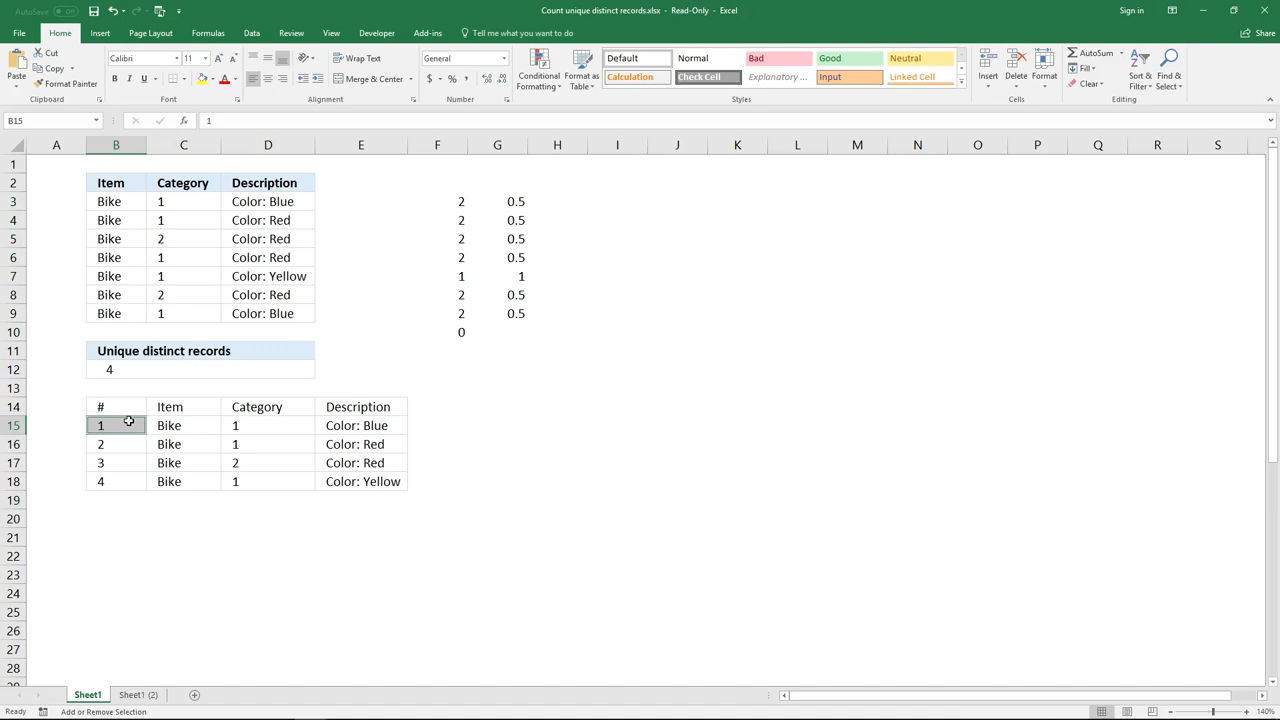 AutoSave Off
Count unique distinct records.xlsx - Read-Only - Excel
Sign in
File Home Insert Page Layout Formulas Data Review View Developer Add-ins Tell me what you want to do Share
Paste
Cut
Copy
Format Painter
Clipboard
Calibri 11
B I U
Font
Wrap Text
Merge & Center
Alignment
General
$ % ,
Number
Conditional Formatting
Format as Table
Default Normal Bad Good Neutral
Calculation Check Cell Explanatory ... Input Linked Cell
Styles
Insert Delete Format
Cells
AutoSum
Fill
Clear
Sort & Filter
Find & Select
Editing
B15 fx 1
A B C D E F G H I J K L M N O P Q R S
1
2 Item Category Description
3 Bike 1 Color: Blue 2 0.5
4 Bike 1 Color: Red 2 0.5
5 Bike 2 Color: Red 2 0.5
6 Bike 1 Color: Red 2 0.5
7 Bike 1 Color: Yellow 1 1
8 Bike 2 Color: Red 2 0.5
9 Bike 1 Color: Blue 2 0.5
10 0
11 Unique distinct records
12 4
13
14 # Item Category Description
15 1 Bike 1 Color: Blue
16 2 Bike 1 Color: Red
17 3 Bike 2 Color: Red
18 4 Bike 1 Color: Yellow
19
20
21
22
23
24
25
26
27
28
Sheet1 Sheet1 (2)
Ready Add or Remove Selection 140%